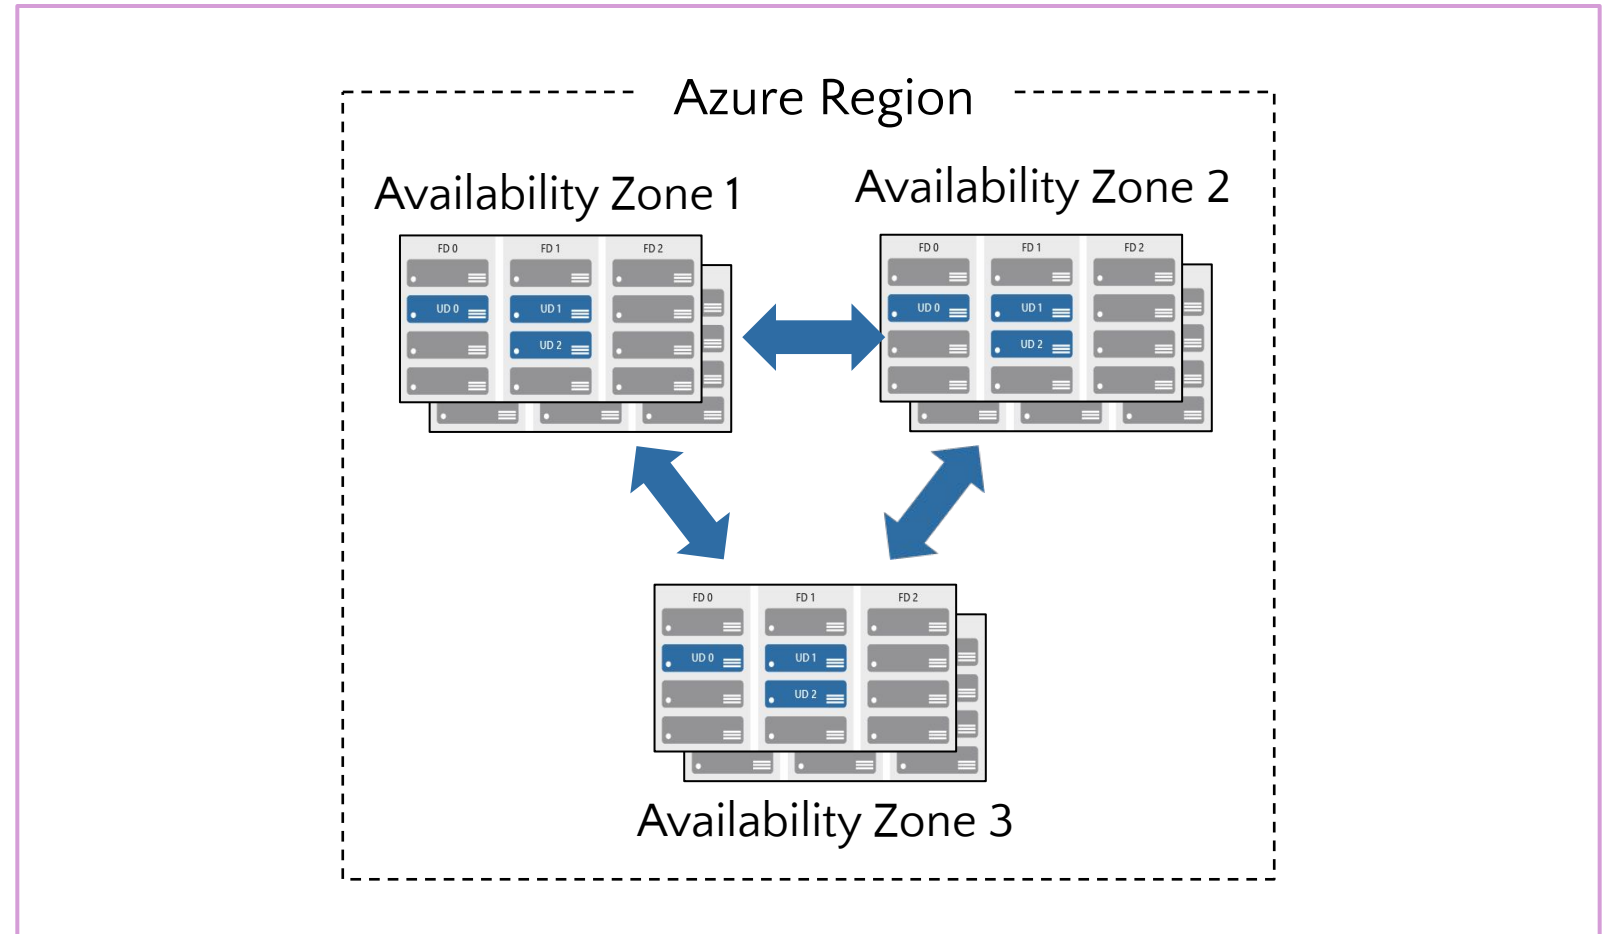 Azure Region
Availability Zone 1
FD 0 FD 1 FD 2
UD 0 UD 1
UD 2
Availability Zone 2
FD 0 FD 1 FD 2
UD 0 UD 1
UD 2
FD 0 FD 1 FD 2
UD 0 UD 1
UD 2
Availability Zone 3